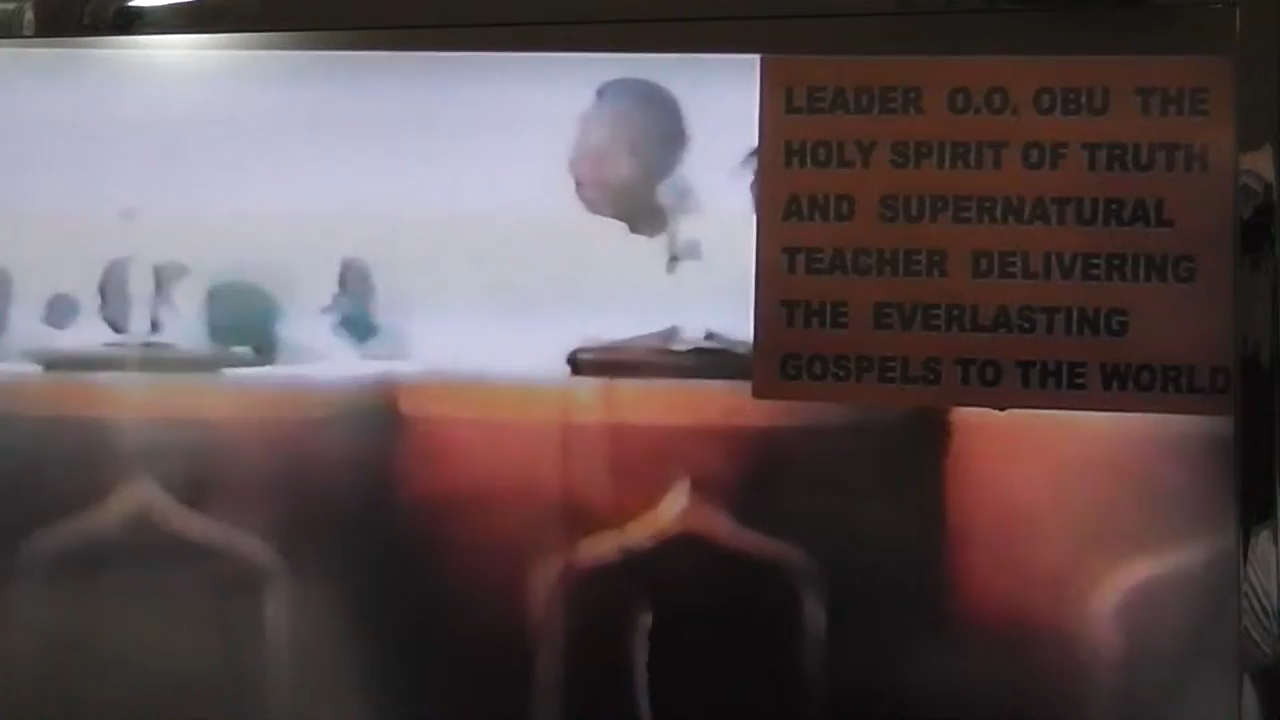 LEADER O.O. OBU THE
HOLY SPIRIT OF TRUTH
AND SUPERNATURAL
TEACHER DELIVERING
THE EVERLASTING
GOSPELS TO THE WORLD